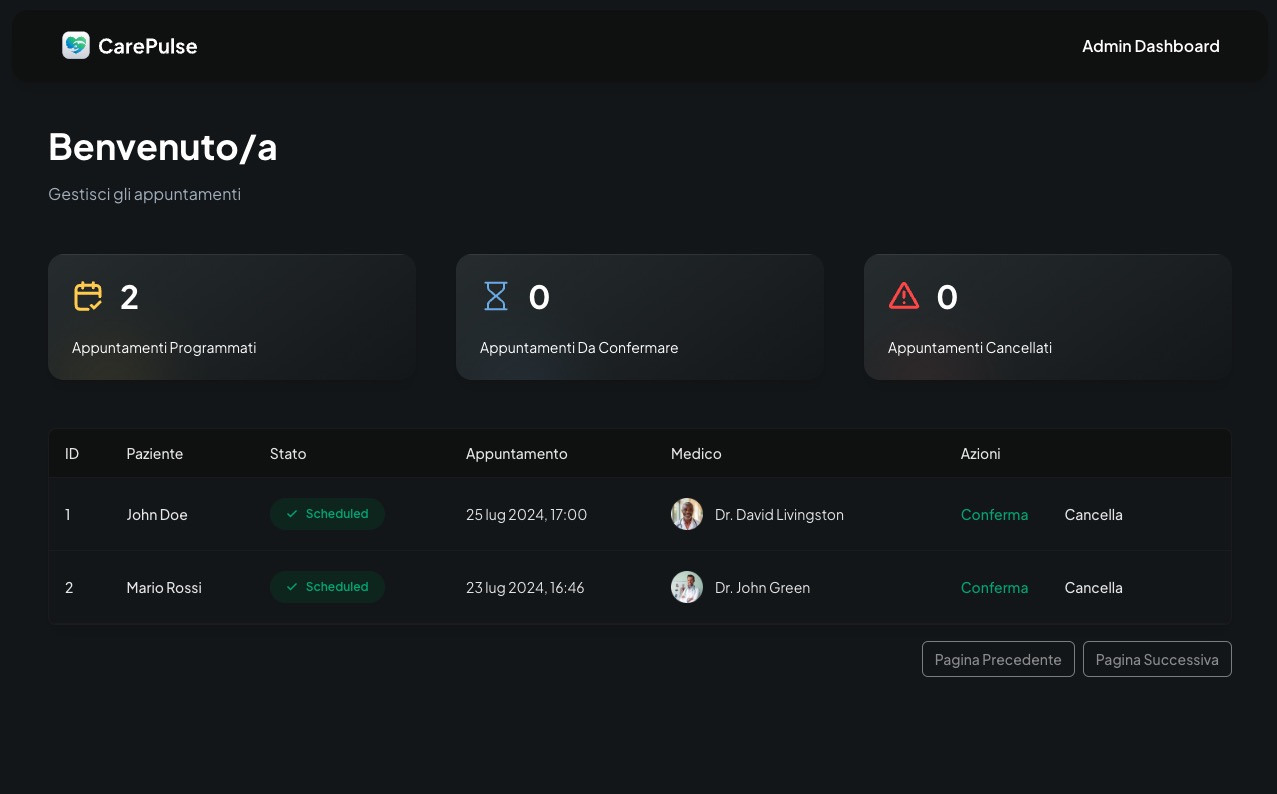 CarePulse
Admin Dashboard
Benvenuto/a
Gestisci gli appuntamenti
2
Appuntamenti Programmati
0
Appuntamenti Da Confermare
0
Appuntamenti Cancellati
ID Paziente Stato Appuntamento Medico Azioni
1 John Doe Scheduled 25 lug 2024, 17:00 Dr. David Livingston Conferma Cancella
2 Mario Rossi Scheduled 23 lug 2024, 16:46 Dr. John Green Conferma Cancella
Pagina Precedente Pagina Successiva